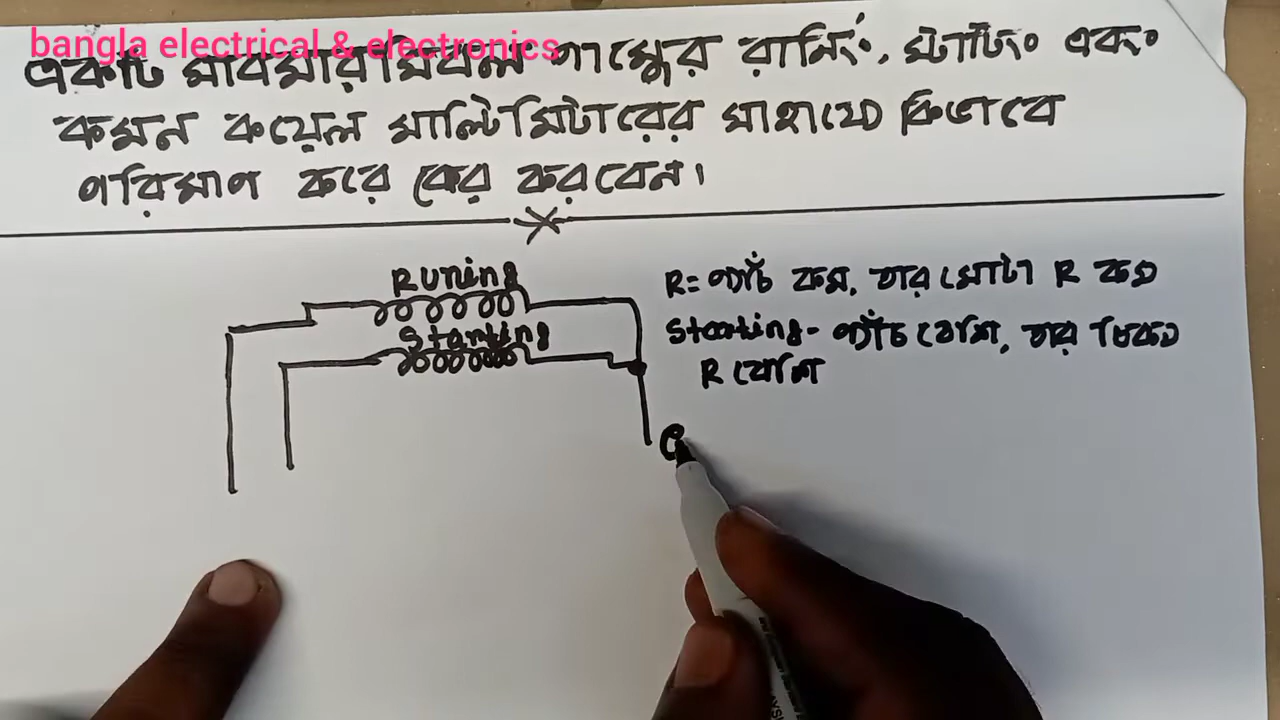 bangla electrical & electronics
একটি সাবমারসিবল পাম্পের রানিং, স্টার্টিং এবং
কমন কয়েল মাল্টিমিটারের সাহায্যে কিভাবে
পরিমাপ করে বের করবেন।
Runing
Starting
R= প্যাঁচ কম, তার মোটা R কম
Starting - প্যাঁচ বেশি, তার চিকন
R বেশি
C